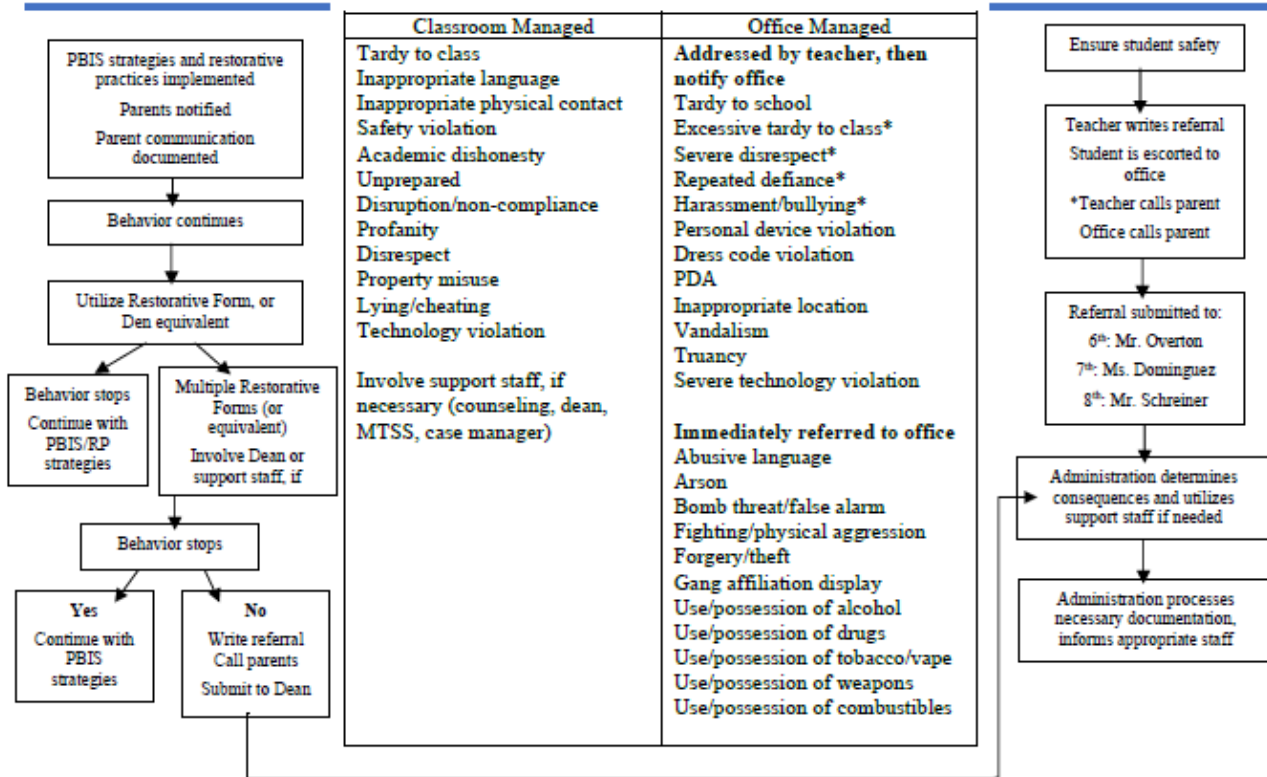 PBIS strategies and restorative
practices implemented
Parents notified
Parent communication
documented
Behavior continues
Utilize Restorative Form, or
Den equivalent
Behavior stops
Continue with
PBIS/RP
strategies
Multiple Restorative
Forms (or
equivalent)
Involve Dean or
support staff, if
Behavior stops
Yes
Continue with
PBIS
strategies
No
Write referral
Call parents
Submit to Dean
Classroom Managed
Tardy to class
Inappropriate language
Inappropriate physical contact
Safety violation
Academic dishonesty
Unprepared
Disruption/non-compliance
Profanity
Disrespect
Property misuse
Lying/cheating
Technology violation
Involve support staff, if
necessary (counseling, dean,
MTSS, case manager)
Office Managed
Addressed by teacher, then
notify office
Tardy to school
Excessive tardy to class*
Severe disrespect*
Repeated defiance*
Harassment/bullying*
Personal device violation
Dress code violation
PDA
Inappropriate location
Vandalism
Truancy
Severe technology violation
Immediately referred to office
Abusive language
Arson
Bomb threat/false alarm
Fighting/physical aggression
Forgery/theft
Gang affiliation display
Use/possession of alcohol
Use/possession of drugs
Use/possession of tobacco/vape
Use/possession of weapons
Use/possession of combustibles
Ensure student safety
Teacher writes referral
Student is escorted to
office
*Teacher calls parent
Office calls parent
Referral submitted to:
6th: Mr. Overton
7th: Ms. Dominguez
8th: Mr. Schreiner
Administration determines
consequences and utilizes
support staff if needed
Administration processes
necessary documentation,
informs appropriate staff